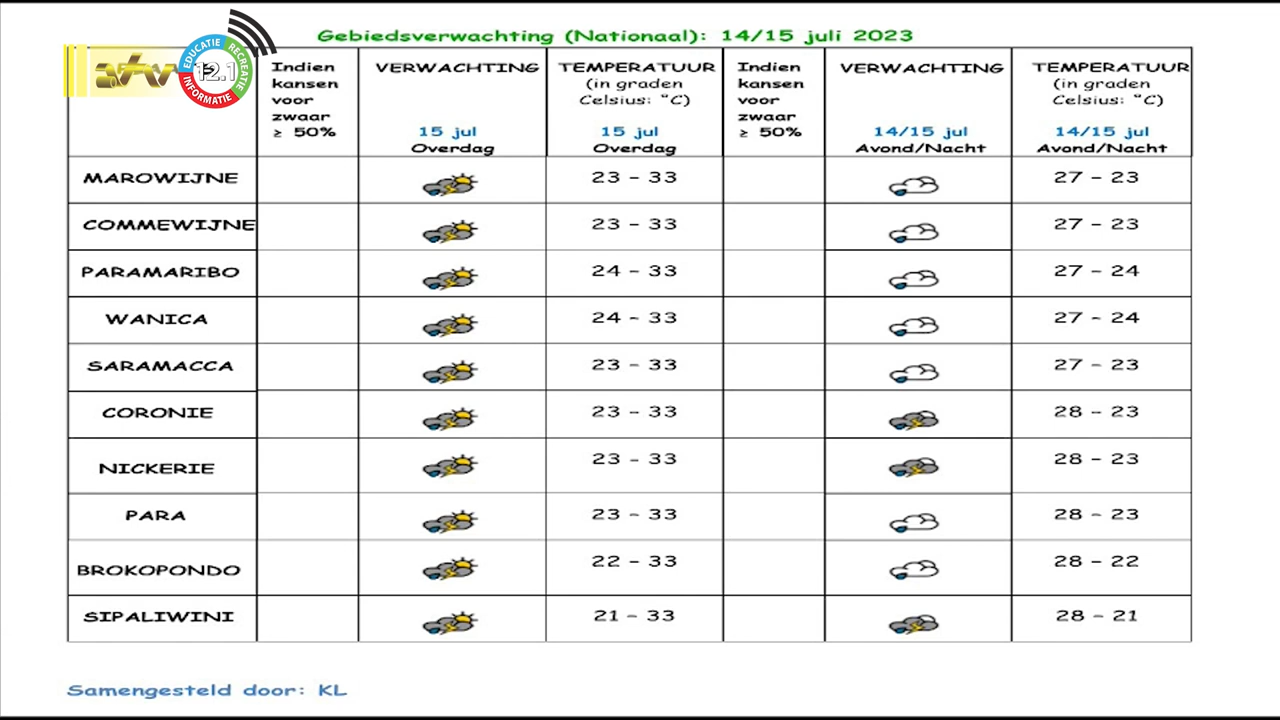 Gebiedsverwachting (Nationaal): 14/15 juli 2023
atv
12.1
EDUCATIE
RECREATIE
INFORMATIE
Indien kansen voor zwaar ≥ 50%
VERWACHTING 15 jul Overdag
TEMPERATUUR (in graden Celsius: °C) 15 jul Overdag
Indien kansen voor zwaar ≥ 50%
VERWACHTING 14/15 jul Avond/Nacht
TEMPERATUUR (in graden Celsius: °C) 14/15 jul Avond/Nacht
MAROWIJNE 23 - 33 27 - 23
COMMEWIJNE 23 - 33 27 - 23
PARAMARIBO 24 - 33 27 - 24
WANICA 24 - 33 27 - 24
SARAMACCA 23 - 33 27 - 23
CORONIE 23 - 33 28 - 23
NICKERIE 23 - 33 28 - 23
PARA 23 - 33 28 - 23
BROKOPONDO 22 - 33 28 - 22
SIPALIWINI 21 - 33 28 - 21
Samengesteld door: KL